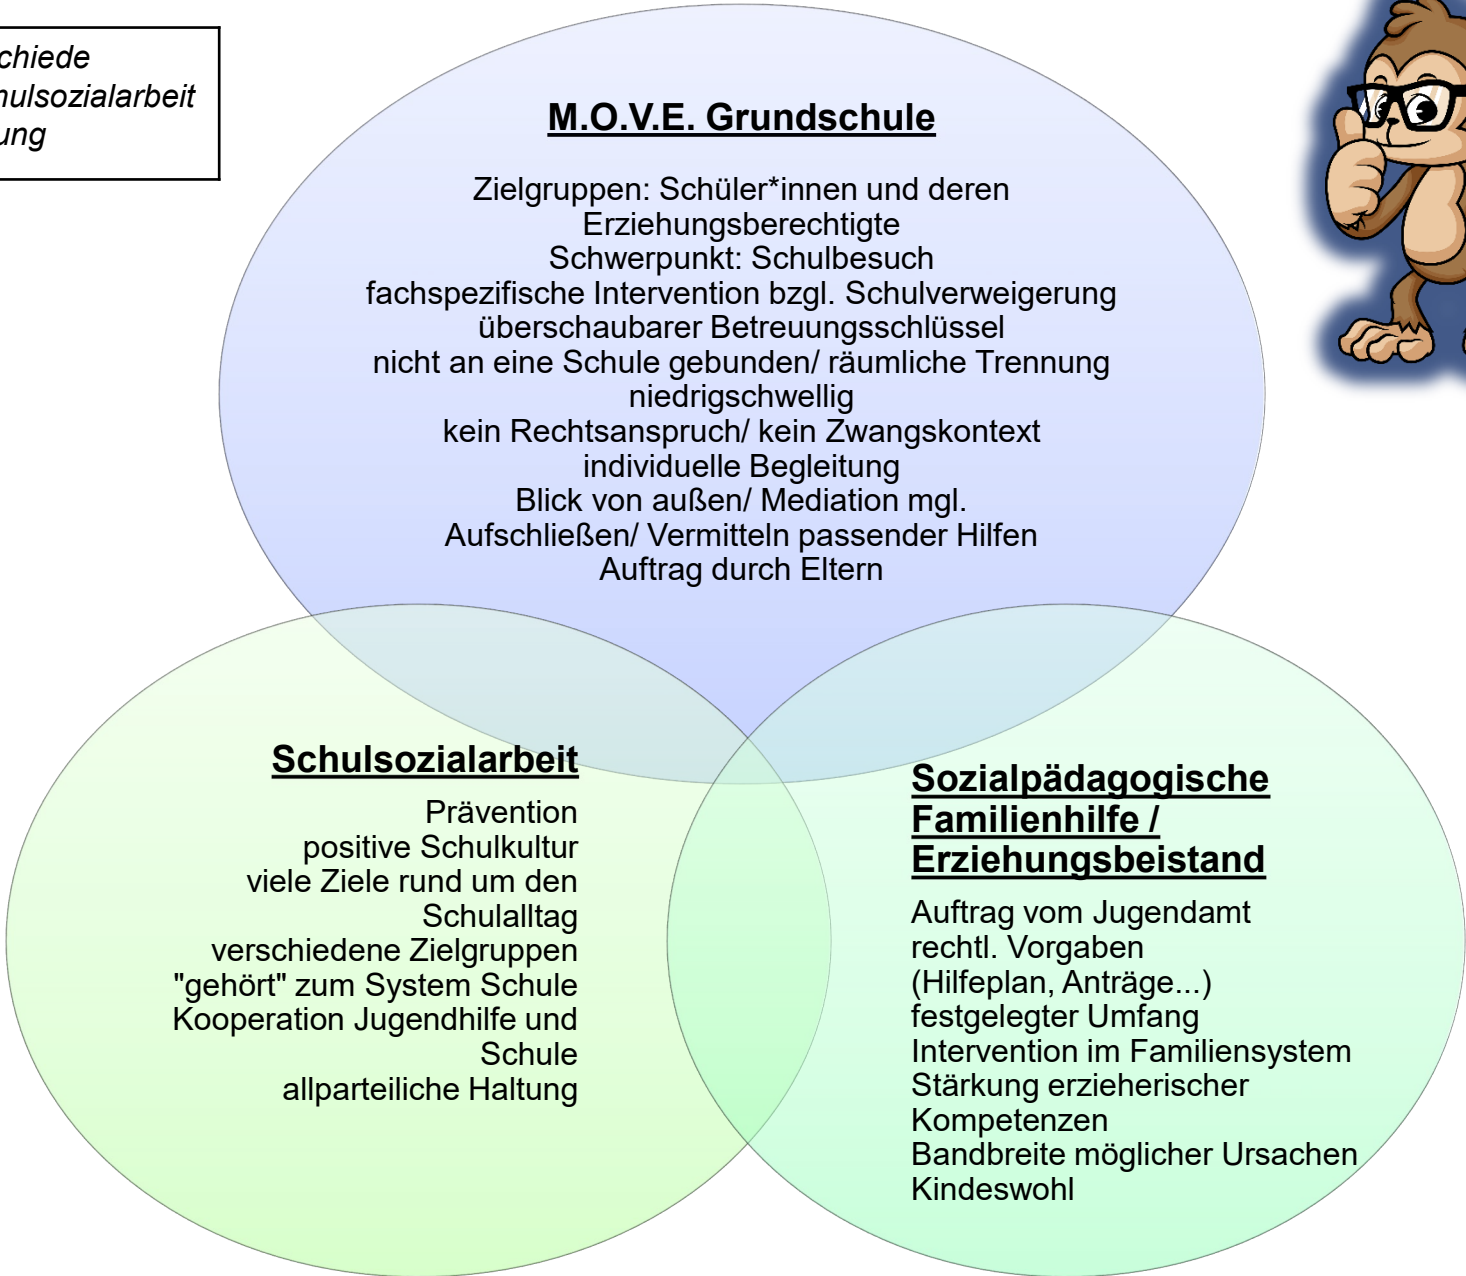 chiede
hulsozialarbeit
ung
M.O.V.E. Grundschule
Zielgruppen: Schüler*innen und deren
Erziehungsberechtigte
Schwerpunkt: Schulbesuch
fachspezifische Intervention bzgl. Schulverweigerung
überschaubarer Betreuungsschlüssel
nicht an eine Schule gebunden/ räumliche Trennung
niedrigschwellig
kein Rechtsanspruch/ kein Zwangskontext
individuelle Begleitung
Blick von außen/ Mediation mgl.
Aufschließen/ Vermitteln passender Hilfen
Auftrag durch Eltern
Schulsozialarbeit
Prävention
positive Schulkultur
viele Ziele rund um den
Schulalltag
verschiedene Zielgruppen
"gehört" zum System Schule
Kooperation Jugendhilfe und
Schule
allparteiliche Haltung
Sozialpädagogische
Familienhilfe /
Erziehungsbeistand
Auftrag vom Jugendamt
rechtl. Vorgaben
(Hilfeplan, Anträge...)
festgelegter Umfang
Intervention im Familiensystem
Stärkung erzieherischer
Kompetenzen
Bandbreite möglicher Ursachen
Kindeswohl